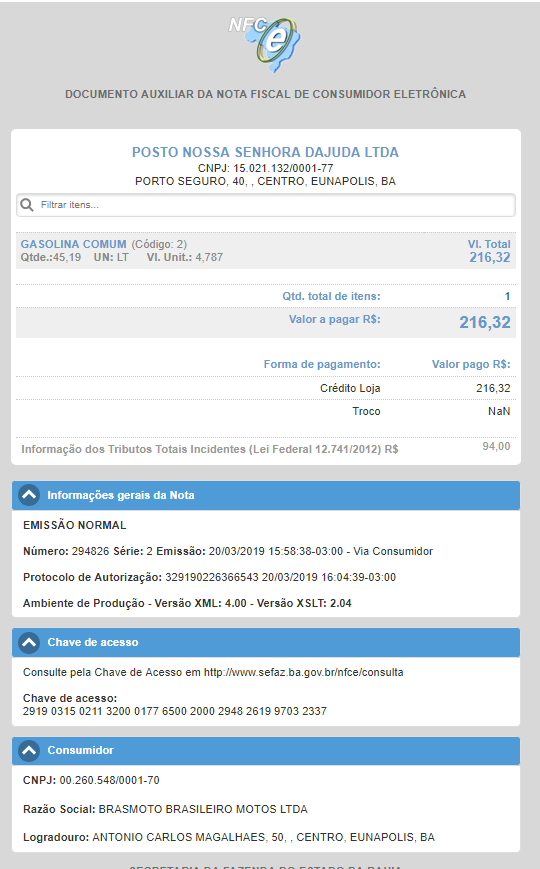 NFC e
DOCUMENTO AUXILIAR DA NOTA FISCAL DE CONSUMIDOR ELETRÔNICA
POSTO NOSSA SENHORA DAJUDA LTDA
CNPJ: 15.021.132/0001-77
PORTO SEGURO, 40, , CENTRO, EUNAPOLIS, BA
Filtrar itens...
GASOLINA COMUM (Código: 2) Vl. Total
Qtde.:45,19 UN: LT Vl. Unit.: 4,787 216,32
Qtd. total de itens: 1
Valor a pagar R$: 216,32
Forma de pagamento: Valor pago R$:
Crédito Loja 216,32
Troco NaN
Informação dos Tributos Totais Incidentes (Lei Federal 12.741/2012) R$ 94,00
Informações gerais da Nota
EMISSÃO NORMAL
Número: 294826 Série: 2 Emissão: 20/03/2019 15:58:38-03:00 - Via Consumidor
Protocolo de Autorização: 329190226366543 20/03/2019 16:04:39-03:00
Ambiente de Produção - Versão XML: 4.00 - Versão XSLT: 2.04
Chave de acesso
Consulte pela Chave de Acesso em http://www.sefaz.ba.gov.br/nfce/consulta
Chave de acesso:
2919 0315 0211 3200 0177 6500 2000 2948 2619 9703 2337
Consumidor
CNPJ: 00.260.548/0001-70
Razão Social: BRASMOTO BRASILEIRO MOTOS LTDA
Logradouro: ANTONIO CARLOS MAGALHAES, 50, , CENTRO, EUNAPOLIS, BA
SECRETARIA DA FAZENDA DO ESTADO DA BAHIA